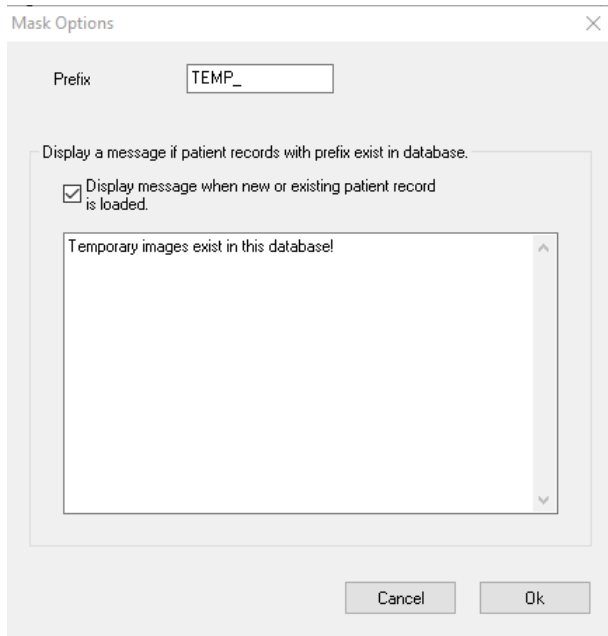 Mask Options
Prefix
TEMP_
Display a message if patient records with prefix exist in database.
Display message when new or existing patient record
is loaded.
Temporary images exist in this database!
Cancel
Ok